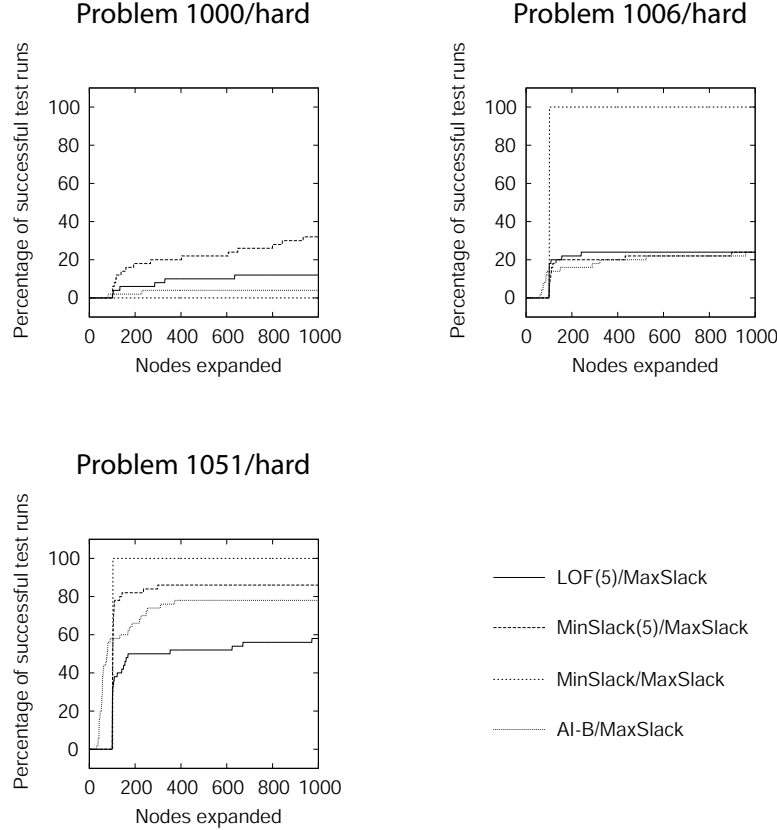 Problem 1000/hard
Percentage of successful test runs
100
80
60
40
20
0
0 200 400 600 800 1000
Nodes expanded
Problem 1006/hard
Percentage of successful test runs
100
80
60
40
20
0
0 200 400 600 800 1000
Nodes expanded
Problem 1051/hard
Percentage of successful test runs
100
80
60
40
20
0
0 200 400 600 800 1000
Nodes expanded
LOF(5)/MaxSlack
MinSlack(5)/MaxSlack
MinSlack/MaxSlack
AI-B/MaxSlack